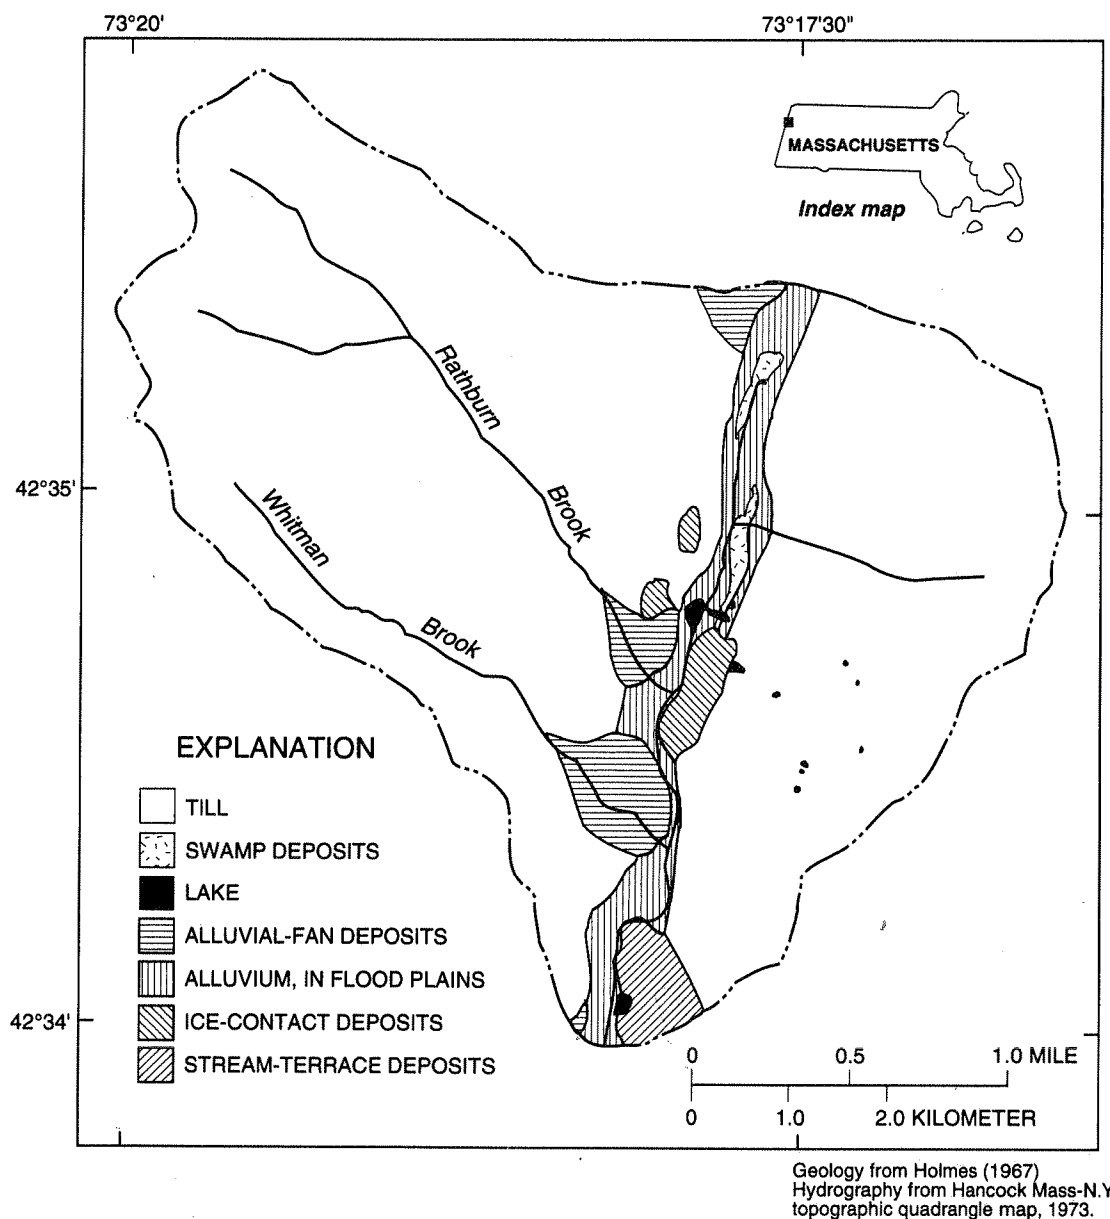 73°20'
73°17'30"
MASSACHUSETTS
Index map
Rathburn
Brook
42°35'
Whitman
Brook
EXPLANATION
TILL
SWAMP DEPOSITS
LAKE
ALLUVIAL-FAN DEPOSITS
ALLUVIUM, IN FLOOD PLAINS
42°34'
ICE-CONTACT DEPOSITS
STREAM-TERRACE DEPOSITS
0 0.5 1.0 MILE
0 1.0 2.0 KILOMETER
Geology from Holmes (1967)
Hydrography from Hancock Mass-N.Y
topographic quadrangle map, 1973.